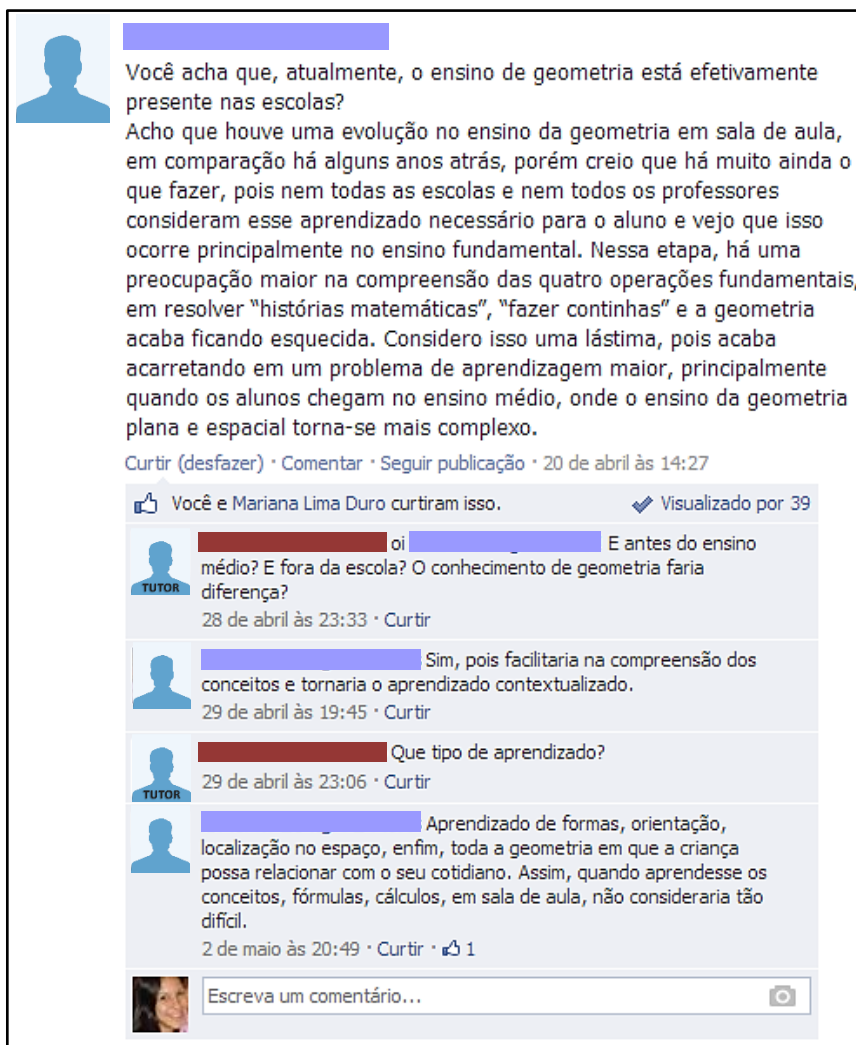 Você acha que, atualmente, o ensino de geometria está efetivamente
presente nas escolas?
Acho que houve uma evolução no ensino da geometria em sala de aula,
em comparação há alguns anos atrás, porém creio que há muito ainda o
que fazer, pois nem todas as escolas e nem todos os professores
consideram esse aprendizado necessário para o aluno e vejo que isso
ocorre principalmente no ensino fundamental. Nessa etapa, há uma
preocupação maior na compreensão das quatro operações fundamentais,
em resolver “histórias matemáticas”, “fazer continhas” e a geometria
acaba ficando esquecida. Considero isso uma lástima, pois acaba
acarretando em um problema de aprendizagem maior, principalmente
quando os alunos chegam no ensino médio, onde o ensino da geometria
plana e espacial torna-se mais complexo.
Curtir (desfazer) · Comentar · Seguir publicação · 20 de abril às 14:27
Você e Mariana Lima Duro curtiram isso. Visualizado por 39
oi E antes do ensino
médio? E fora da escola? O conhecimento de geometria faria
diferença?
TUTOR
28 de abril às 23:33 · Curtir
Sim, pois facilitaria na compreensão dos
conceitos e tornaria o aprendizado contextualizado.
29 de abril às 19:45 · Curtir
Que tipo de aprendizado?
29 de abril às 23:06 · Curtir
TUTOR
Aprendizado de formas, orientação,
localização no espaço, enfim, toda a geometria em que a criança
possa relacionar com o seu cotidiano. Assim, quando aprendesse os
conceitos, fórmulas, cálculos, em sala de aula, não consideraria tão
difícil.
2 de maio às 20:49 · Curtir · 1
Escreva um comentário...